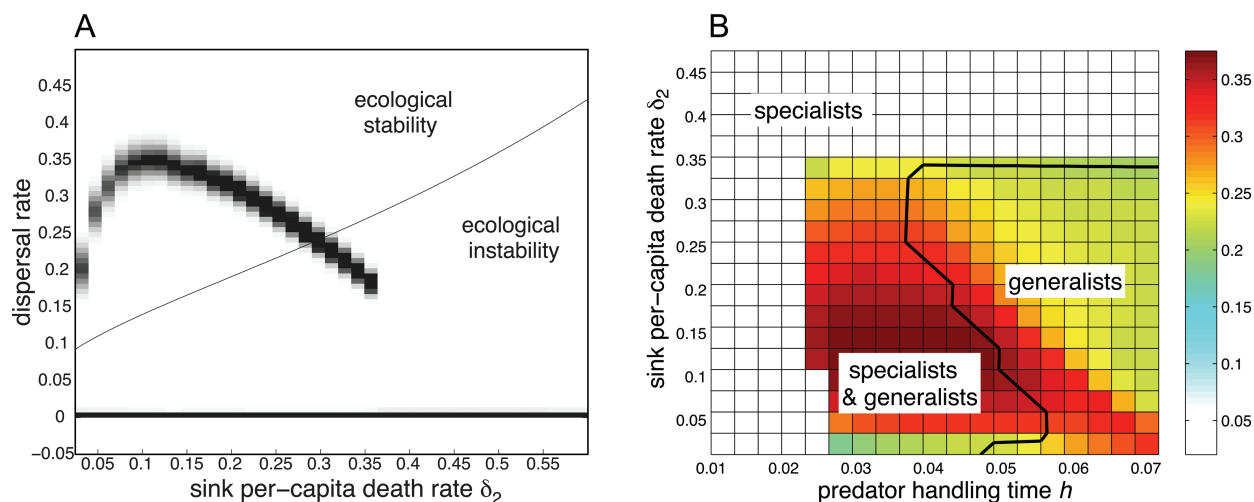 A
dispersal rate
0.45
0.4
0.35
0.3
0.25
0.2
0.15
0.1
0.05
0
−0.05
ecological
stability
ecological
instability
0.05 0.1 0.15 0.2 0.25 0.3 0.35 0.4 0.45 0.5 0.55
sink per−capita death rate δ2
B
sink per−capita death rate δ2
0.45
0.4
0.35
0.3
0.25
0.2
0.15
0.1
0.05
specialists
generalists
specialists
& generalists
0.01 0.02 0.03 0.04 0.05 0.06 0.07
predator handling time h
0.35
0.3
0.25
0.2
0.15
0.1
0.05